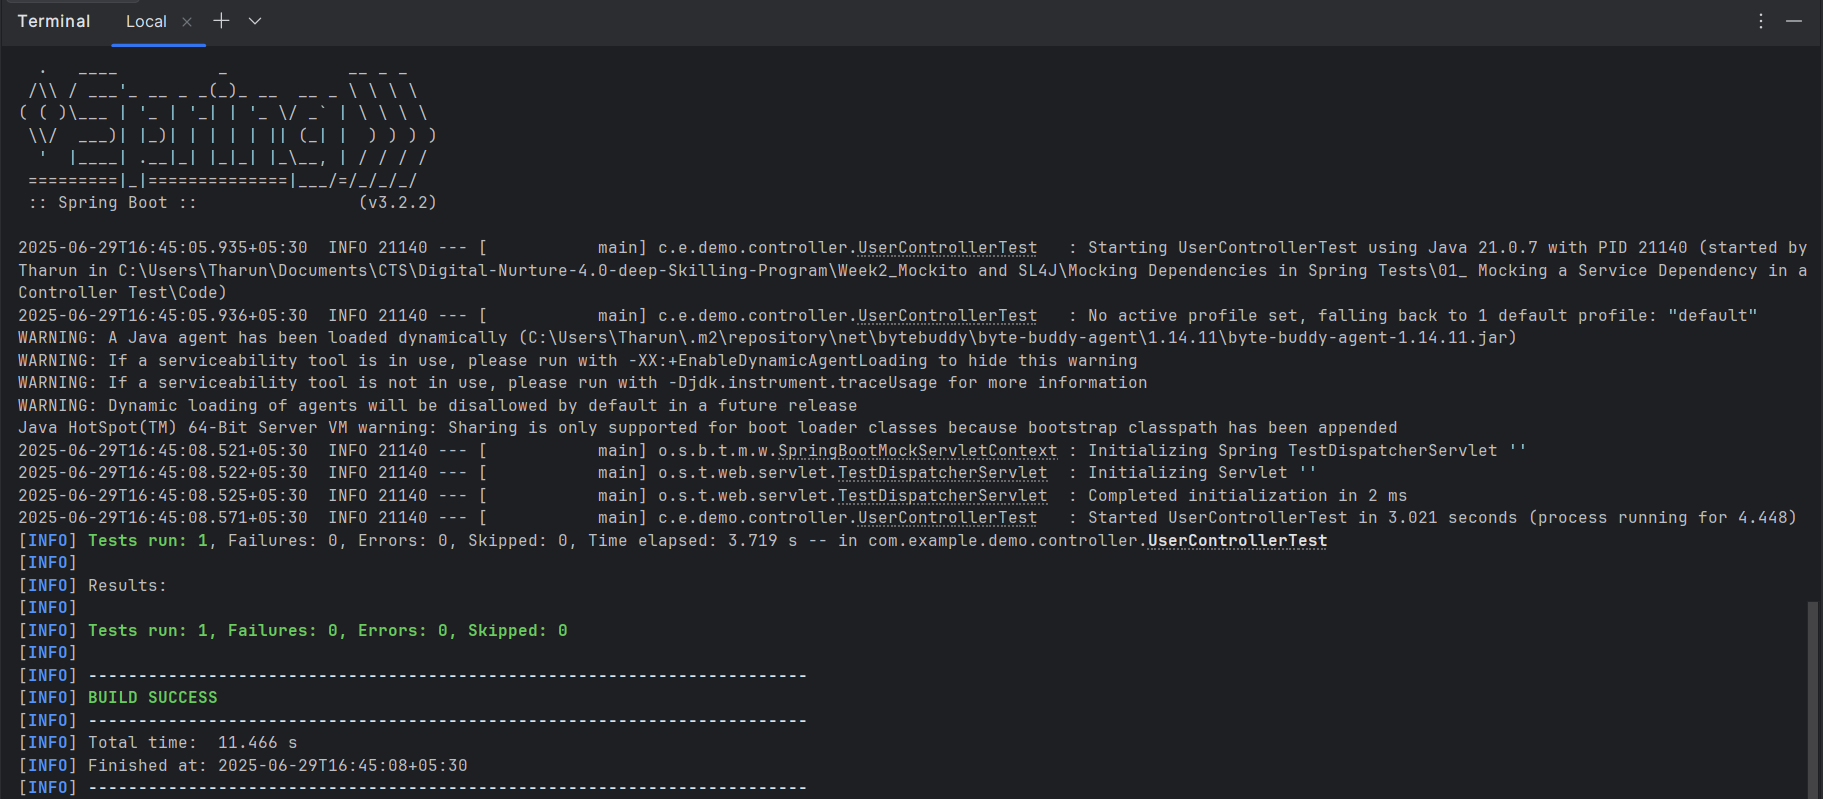 Terminal Local × + ⌄ ⋮ —
  .   ____          _            __ _ _
 /\\ / ___'_ __ _ _(_)_ __  __ _ \ \ \ \
( ( )\___ | '_ | '_| | '_ \/ _` | \ \ \ \
 \\/  ___)| |_)| | | | | || (_| |  ) ) ) )
  '  |____| .__|_| |_|_| |_\__, | / / / /
 =========|_|==============|___/=/_/_/_/
 :: Spring Boot ::                (v3.2.2)
2025-06-29T16:45:05.935+05:30  INFO 21140 --- [           main] c.e.demo.controller.UserControllerTest   : Starting UserControllerTest using Java 21.0.7 with PID 21140 (started by
Tharun in C:\Users\Tharun\Documents\CTS\Digital-Nurture-4.0-deep-Skilling-Program\Week2_Mockito and SL4J\Mocking Dependencies in Spring Tests\01_ Mocking a Service Dependency in a
Controller Test\Code)
2025-06-29T16:45:05.936+05:30  INFO 21140 --- [           main] c.e.demo.controller.UserControllerTest   : No active profile set, falling back to 1 default profile: "default"
WARNING: A Java agent has been loaded dynamically (C:\Users\Tharun\.m2\repository\net\bytebuddy\byte-buddy-agent\1.14.11\byte-buddy-agent-1.14.11.jar)
WARNING: If a serviceability tool is in use, please run with -XX:+EnableDynamicAgentLoading to hide this warning
WARNING: If a serviceability tool is not in use, please run with -Djdk.instrument.traceUsage for more information
WARNING: Dynamic loading of agents will be disallowed by default in a future release
Java HotSpot(TM) 64-Bit Server VM warning: Sharing is only supported for boot loader classes because bootstrap classpath has been appended
2025-06-29T16:45:08.521+05:30  INFO 21140 --- [           main] o.s.b.t.m.w.SpringBootMockServletContext : Initializing Spring TestDispatcherServlet ''
2025-06-29T16:45:08.522+05:30  INFO 21140 --- [           main] o.s.t.web.servlet.TestDispatcherServlet  : Initializing Servlet ''
2025-06-29T16:45:08.525+05:30  INFO 21140 --- [           main] o.s.t.web.servlet.TestDispatcherServlet  : Completed initialization in 2 ms
2025-06-29T16:45:08.571+05:30  INFO 21140 --- [           main] c.e.demo.controller.UserControllerTest   : Started UserControllerTest in 3.021 seconds (process running for 4.448)
[INFO] Tests run: 1, Failures: 0, Errors: 0, Skipped: 0, Time elapsed: 3.719 s -- in com.example.demo.controller.UserControllerTest
[INFO]
[INFO] Results:
[INFO]
[INFO] Tests run: 1, Failures: 0, Errors: 0, Skipped: 0
[INFO]
[INFO] ------------------------------------------------------------------------
[INFO] BUILD SUCCESS
[INFO] ------------------------------------------------------------------------
[INFO] Total time:  11.466 s
[INFO] Finished at: 2025-06-29T16:45:08+05:30
[INFO] ------------------------------------------------------------------------